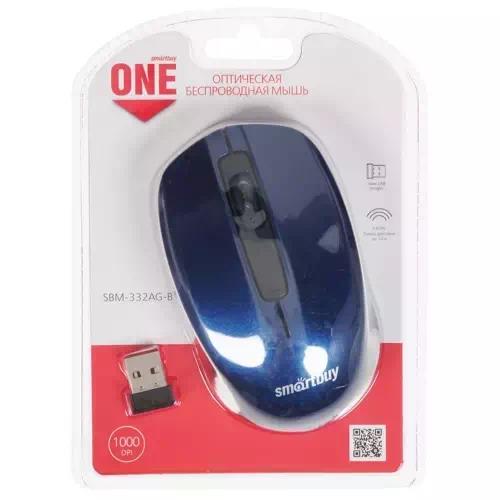 smartbuy
ONE
ОПТИЧЕСКАЯ
БЕСПРОВОДНАЯ МЫШЬ
SBM-332AG-B
smartbuy
1000
DPI